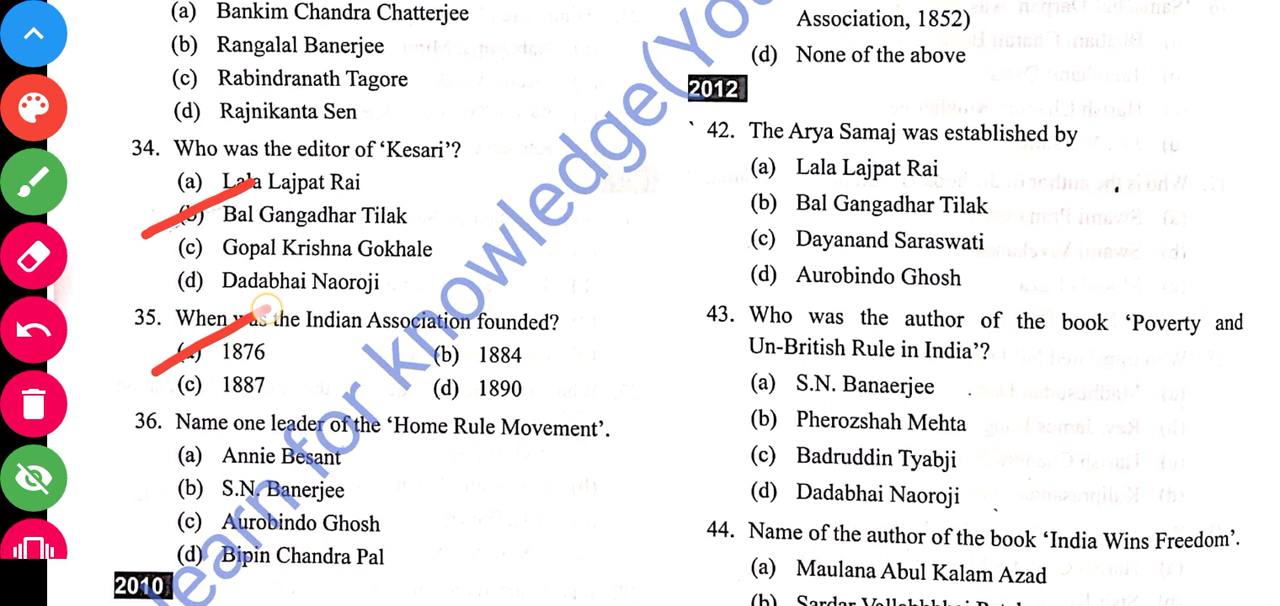 (a) Bankim Chandra Chatterjee
(b) Rangalal Banerjee
(c) Rabindranath Tagore
(d) Rajnikanta Sen
34. Who was the editor of ‘Kesari’?
(a) Lala Lajpat Rai
(b) Bal Gangadhar Tilak
(c) Gopal Krishna Gokhale
(d) Dadabhai Naoroji
35. When was the Indian Association founded?
(a) 1876 (b) 1884
(c) 1887 (d) 1890
36. Name one leader of the ‘Home Rule Movement’.
(a) Annie Besant
(b) S.N. Banerjee
(c) Aurobindo Ghosh
(d) Bipin Chandra Pal
2010
Association, 1852)
(d) None of the above
2012
42. The Arya Samaj was established by
(a) Lala Lajpat Rai
(b) Bal Gangadhar Tilak
(c) Dayanand Saraswati
(d) Aurobindo Ghosh
43. Who was the author of the book ‘Poverty and
Un-British Rule in India’?
(a) S.N. Banaerjee
(b) Pherozshah Mehta
(c) Badruddin Tyabji
(d) Dadabhai Naoroji
44. Name of the author of the book ‘India Wins Freedom’.
(a) Maulana Abul Kalam Azad
(b) Sardar
learn for knowledge(You